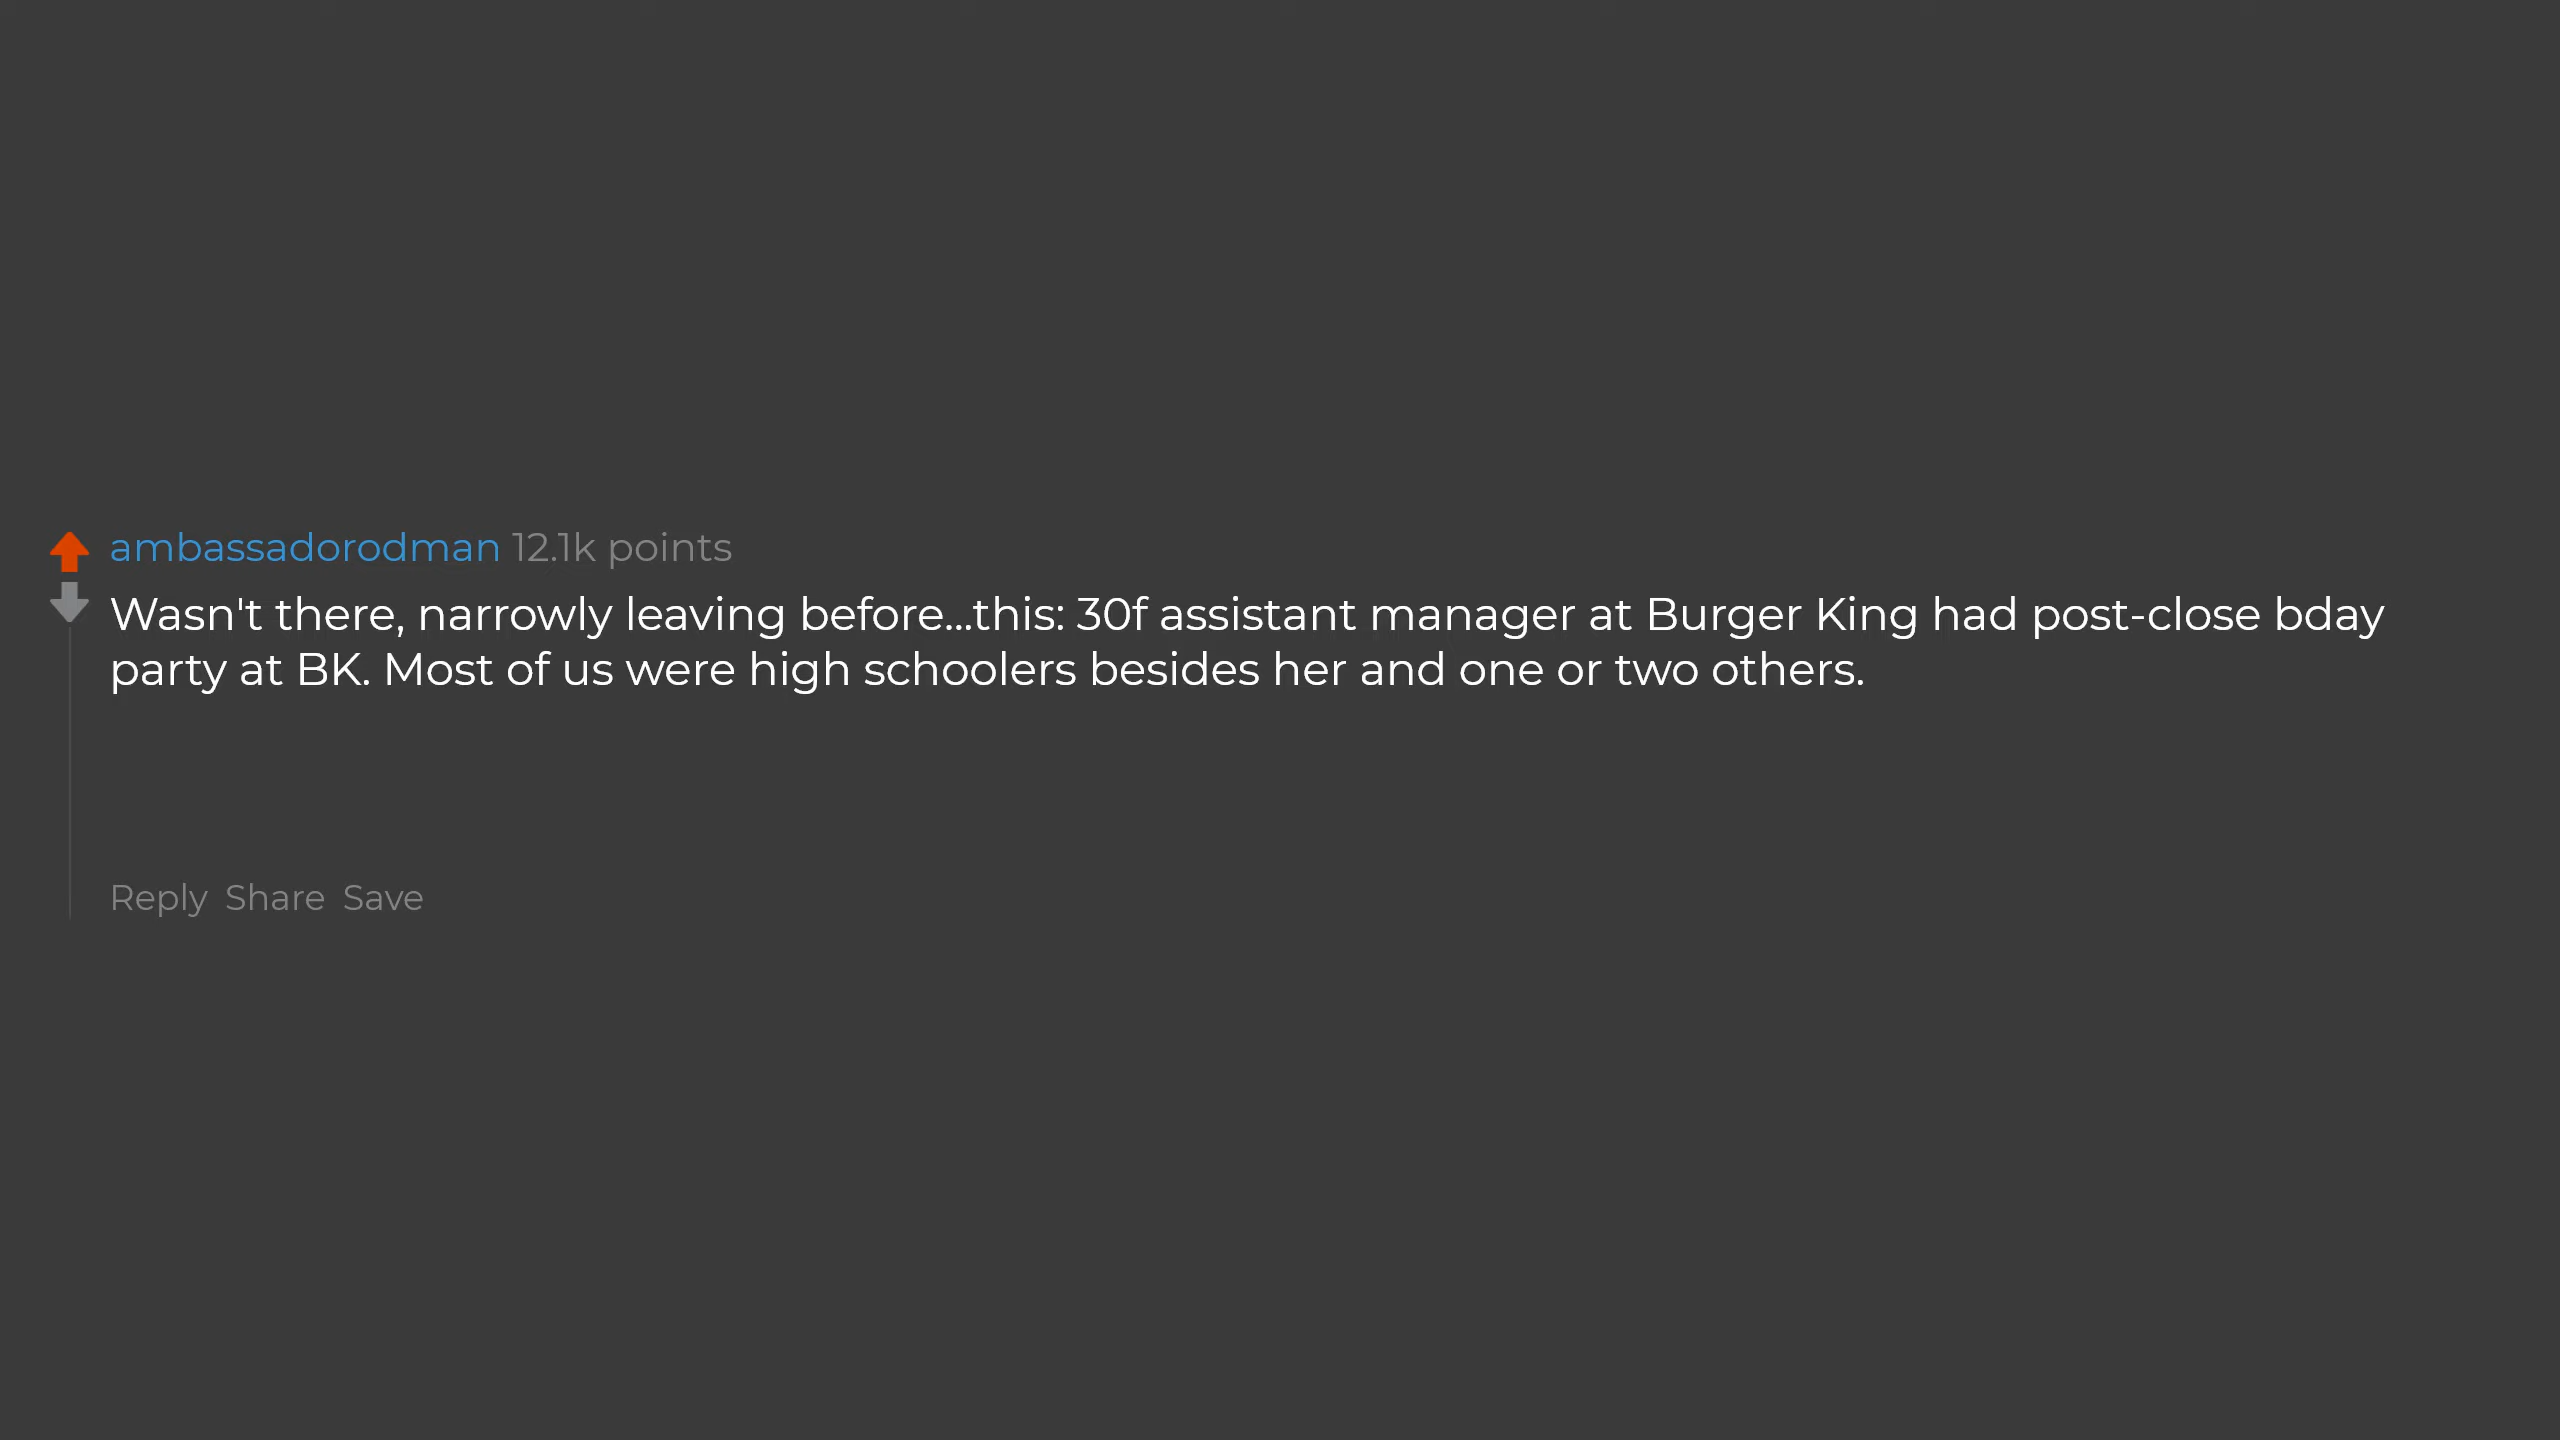 ambassadorodman 12.1k points
Wasn't there, narrowly leaving before...this: 30f assistant manager at Burger King had post-close bday
party at BK. Most of us were high schoolers besides her and one or two others.
Reply Share Save